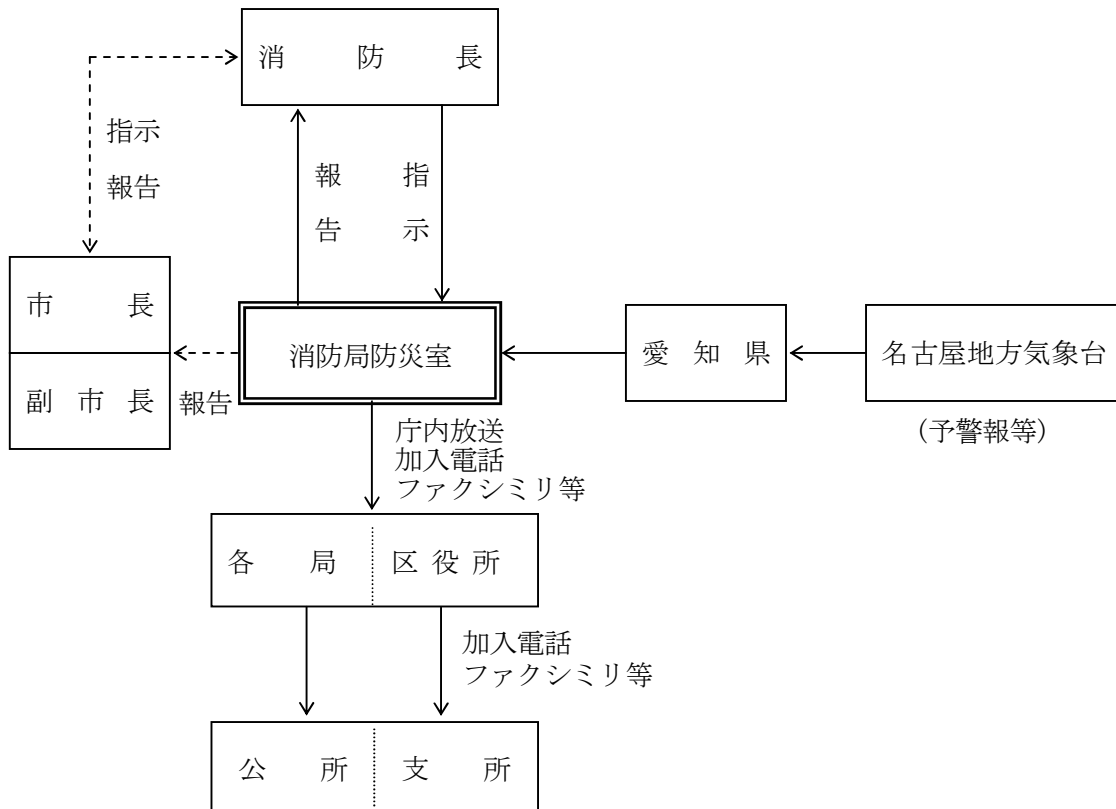 消防長
指示
報告
報告
指示
市長
副市長
報告
消防局防災室
愛知県
名古屋地方気象台
(予警報等)
庁内放送
加入電話
ファクシミリ等
各局
区役所
加入電話
ファクシミリ等
公所
支所